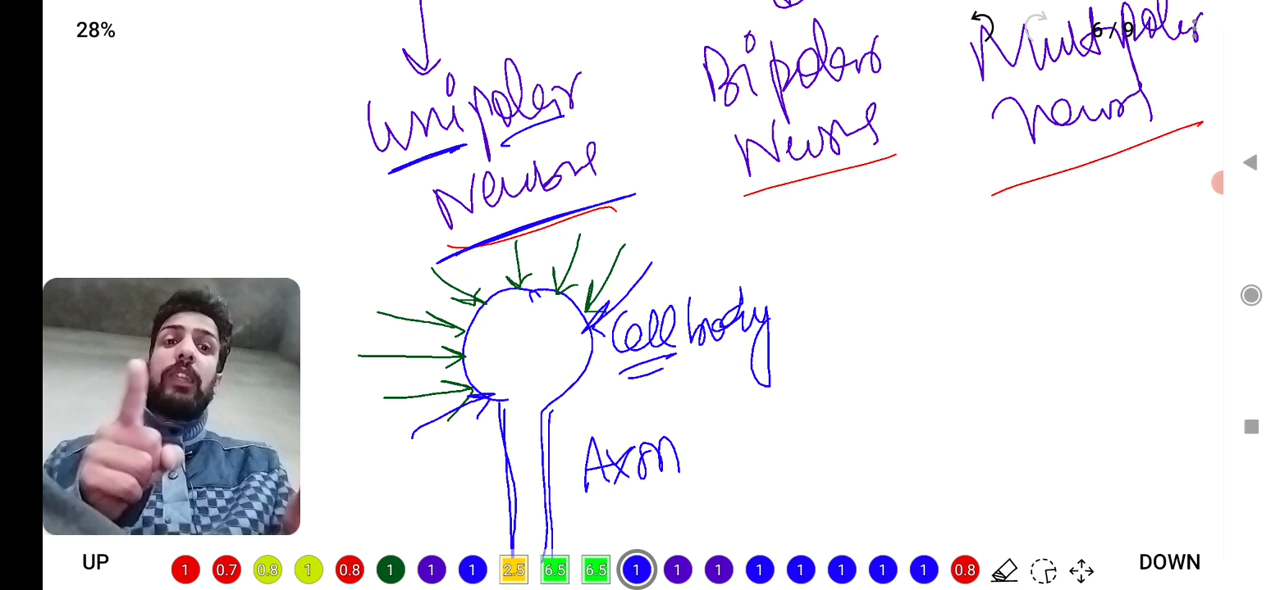 28%
6 / 9
Unipolar
Neurone
Bipolar
Neurone
Multipolar
neuron
Cell body
Axon
UP
1 0.7 0.8 1 0.8 1 1 1 2.5 6.5 6.5 1 1 1 1 1 1 1 1 0.8
DOWN